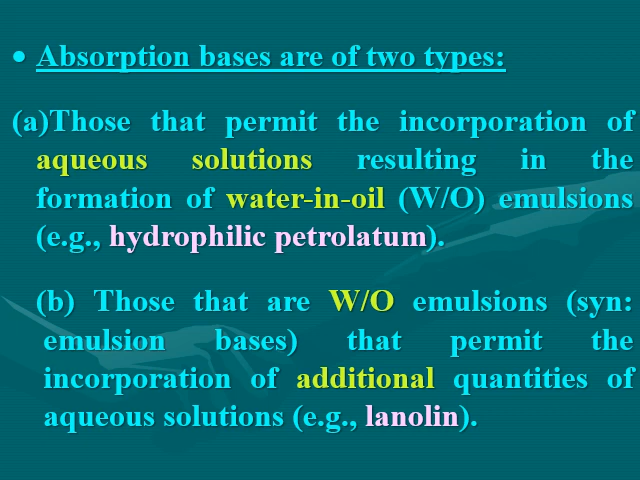 • Absorption bases are of two types:
(a)Those that permit the incorporation of
aqueous solutions resulting in the
formation of water-in-oil (W/O) emulsions
(e.g., hydrophilic petrolatum).
(b) Those that are W/O emulsions (syn:
emulsion bases) that permit the
incorporation of additional quantities of
aqueous solutions (e.g., lanolin).